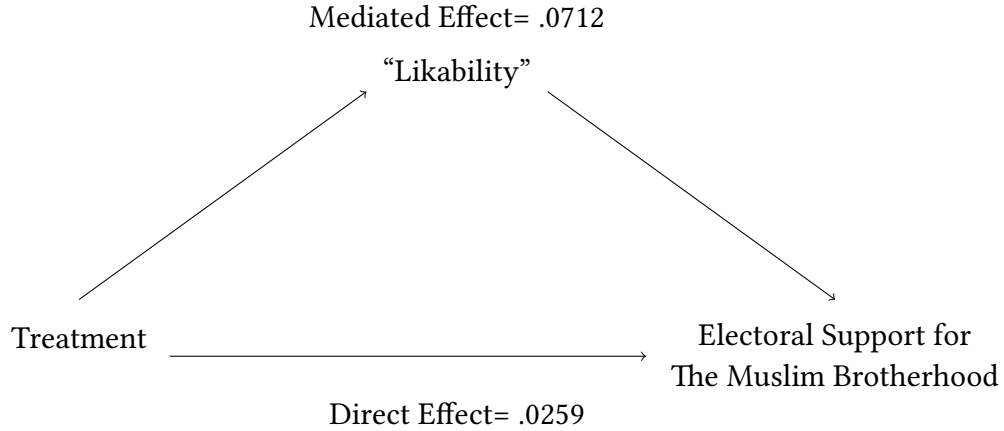 Mediated Effect= .0712
“Likability”
Treatment
Electoral Support for
The Muslim Brotherhood
Direct Effect= .0259